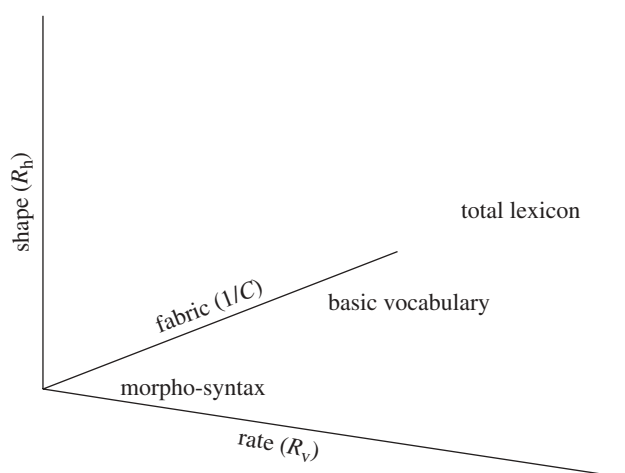 shape (Rh)
total lexicon
fabric (1/C)
basic vocabulary
morpho-syntax
rate (Rv)